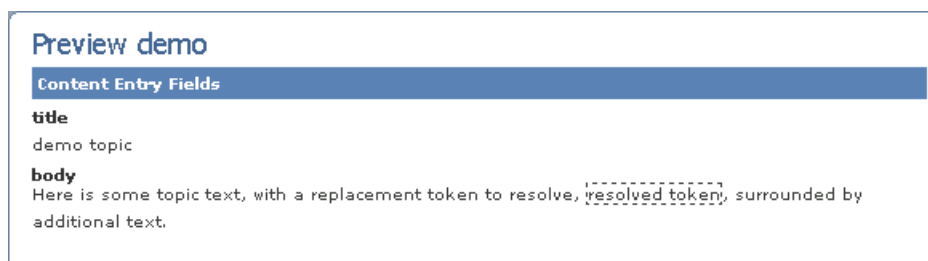 Preview demo
Content Entry Fields
title
demo topic
body
Here is some topic text, with a replacement token to resolve, resolved token, surrounded by
additional text.